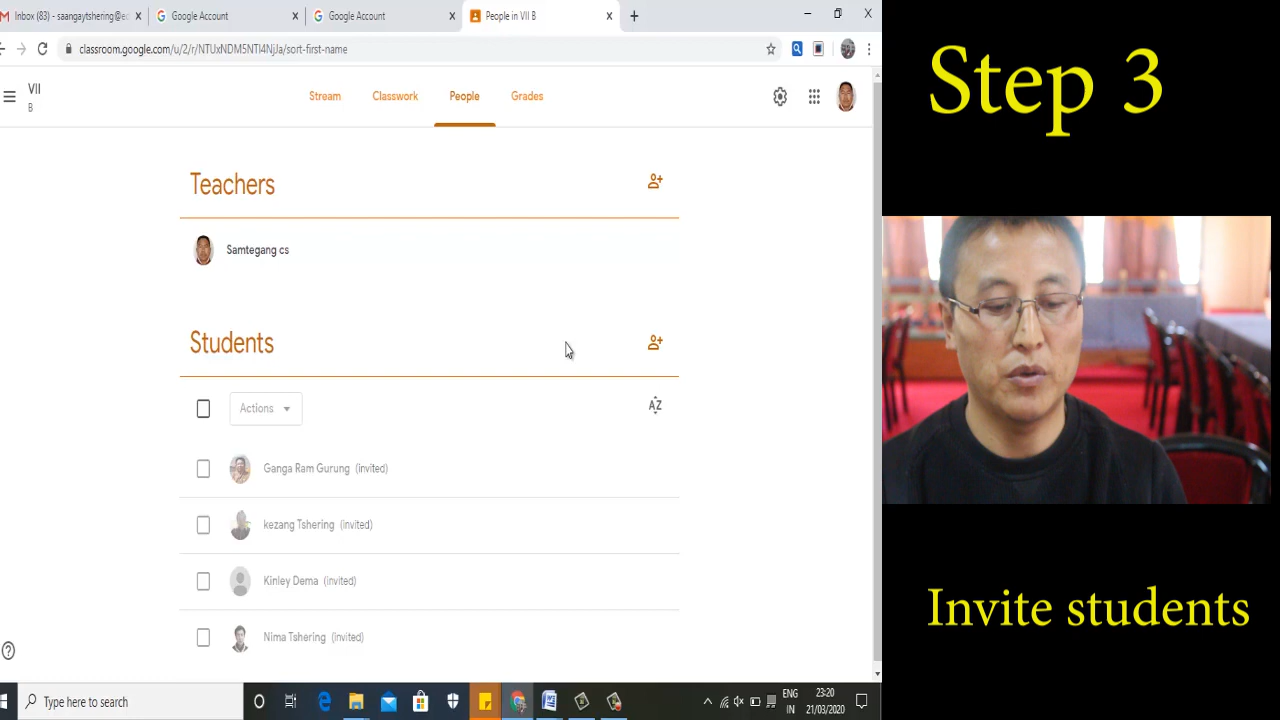 Inbox (83) - saangaytshering@e
Google Account
Google Account
People in VII B
classroom.google.com/u/2/r/NTUxNDM5NTI4NjJa/sort-first-name
VII
B
Stream
Classwork
People
Grades
Teachers
Samtegang cs
Students
Actions
AZ
Ganga Ram Gurung (invited)
kezang Tshering (invited)
Kinley Dema (invited)
Nima Tshering (invited)
Type here to search
ENG
IN
23:20
21/03/2020
Step 3
Invite students